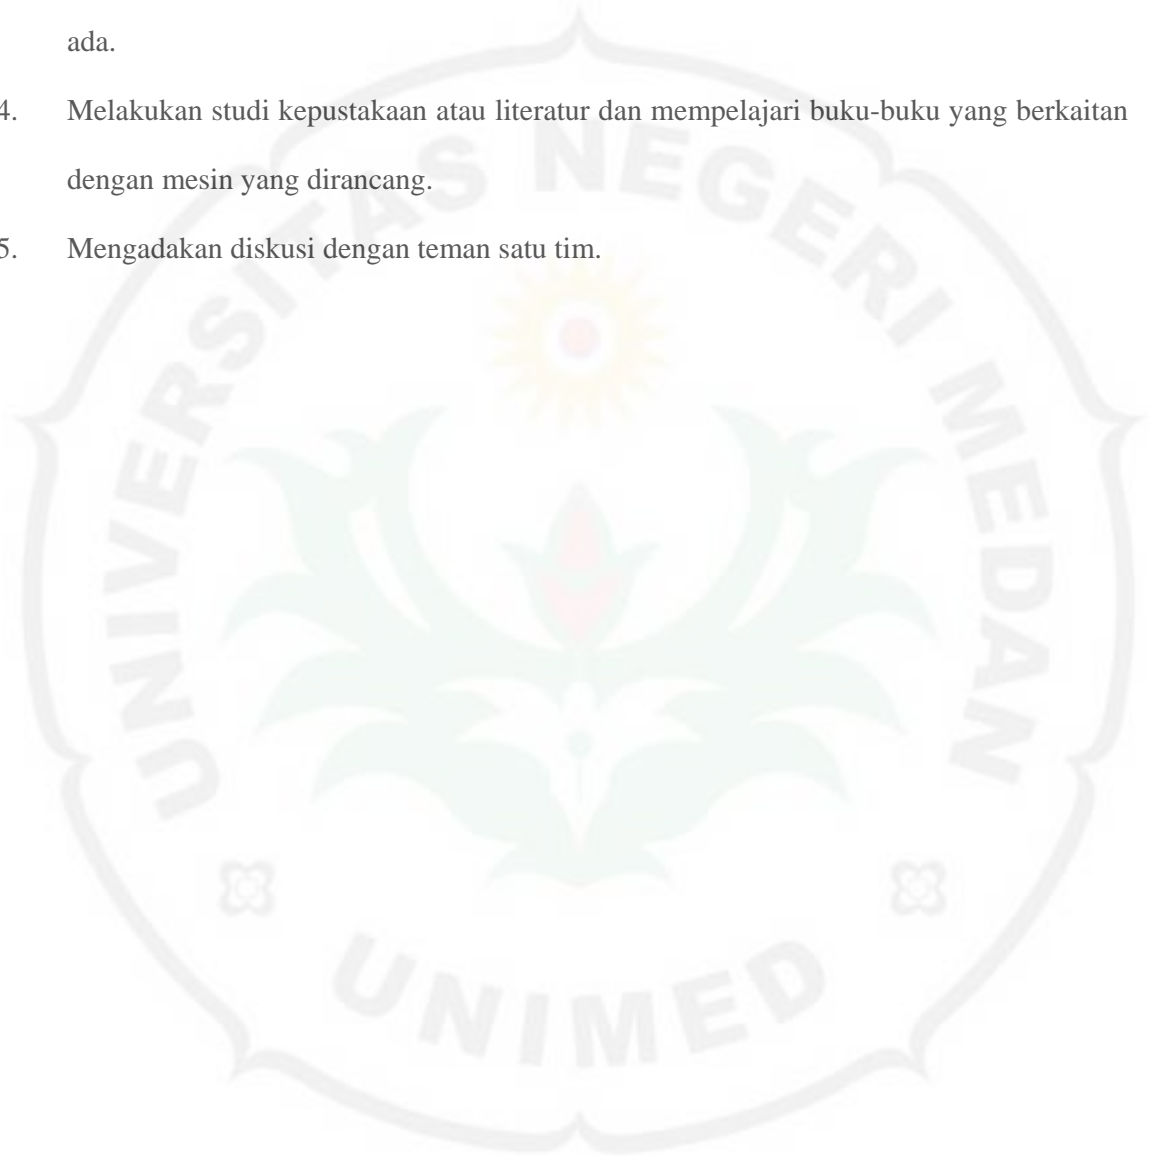 ada.
4. Melakukan studi kepustakaan atau literatur dan mempelajari buku-buku yang berkaitan
dengan mesin yang dirancang.
5. Mengadakan diskusi dengan teman satu tim.
UNIVERSITAS NEGERI MEDAN
UNIMED